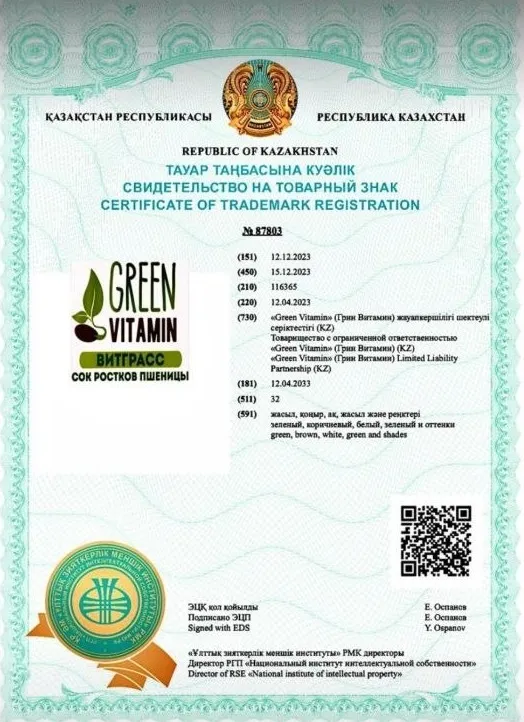 ҚАЗАҚСТАН РЕСПУБЛИКАСЫ
РЕСПУБЛИКА КАЗАХСТАН
REPUBLIC OF KAZAKHSTAN
ТАУАР ТАҢБАСЫНА КУӘЛІК
СВИДЕТЕЛЬСТВО НА ТОВАРНЫЙ ЗНАК
CERTIFICATE OF TRADEMARK REGISTRATION
№ 87803
GREEN
VITAMIN
ВИТГРАСС
СОК РОСТКОВ ПШЕНИЦЫ
(151) 12.12.2023
(450) 15.12.2023
(210) 116365
(220) 12.04.2023
(730) «Green Vitamin» (Грин Витамин) жауапкершілігі шектеулі
серіктестігі (KZ)
Товарищество с ограниченной ответственностью
«Green Vitamin» (Грин Витамин) (KZ)
«Green Vitamin» (Грин Витамин) Limited Liability
Partnership (KZ)
(181) 12.04.2033
(511) 32
(591) жасыл, қоңыр, ақ, жасыл және реңктері
зеленый, коричневый, белый, зеленый и оттенки
green, brown, white, green and shades
ЭЦҚ қол қойылды Е. Оспанов
Подписано ЭЦП Е. Оспанов
Signed with EDS Y. Ospanov
«Ұлттық зияткерлік меншік институты» РМК директоры
Директор РГП «Национальный институт интеллектуальной собственности»
Director of RSE «National institute of intellectual property»
ҰЛТТЫҚ ЗИЯТКЕРЛІК МЕНШІК ИНСТИТУТЫ